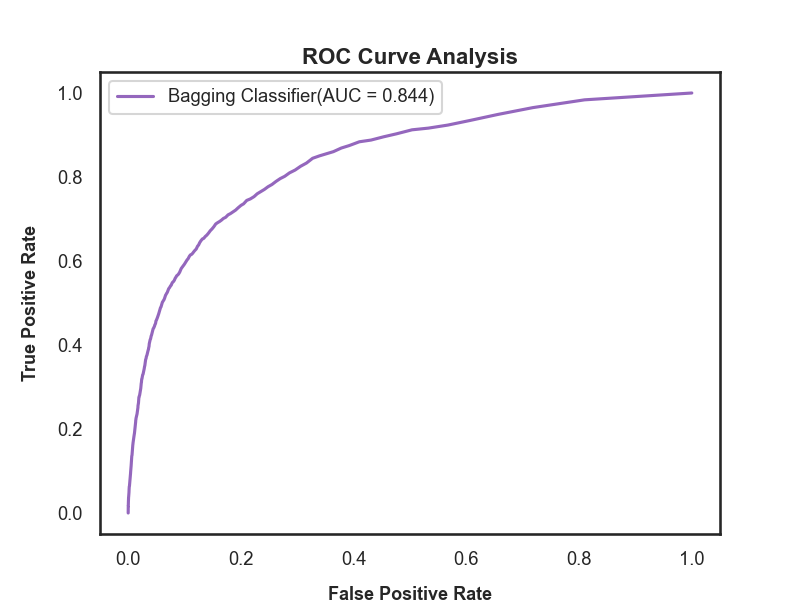 ROC Curve Analysis
Bagging Classifier(AUC = 0.844)
True Positive Rate
1.0
0.8
0.6
0.4
0.2
0.0
0.0 0.2 0.4 0.6 0.8 1.0
False Positive Rate